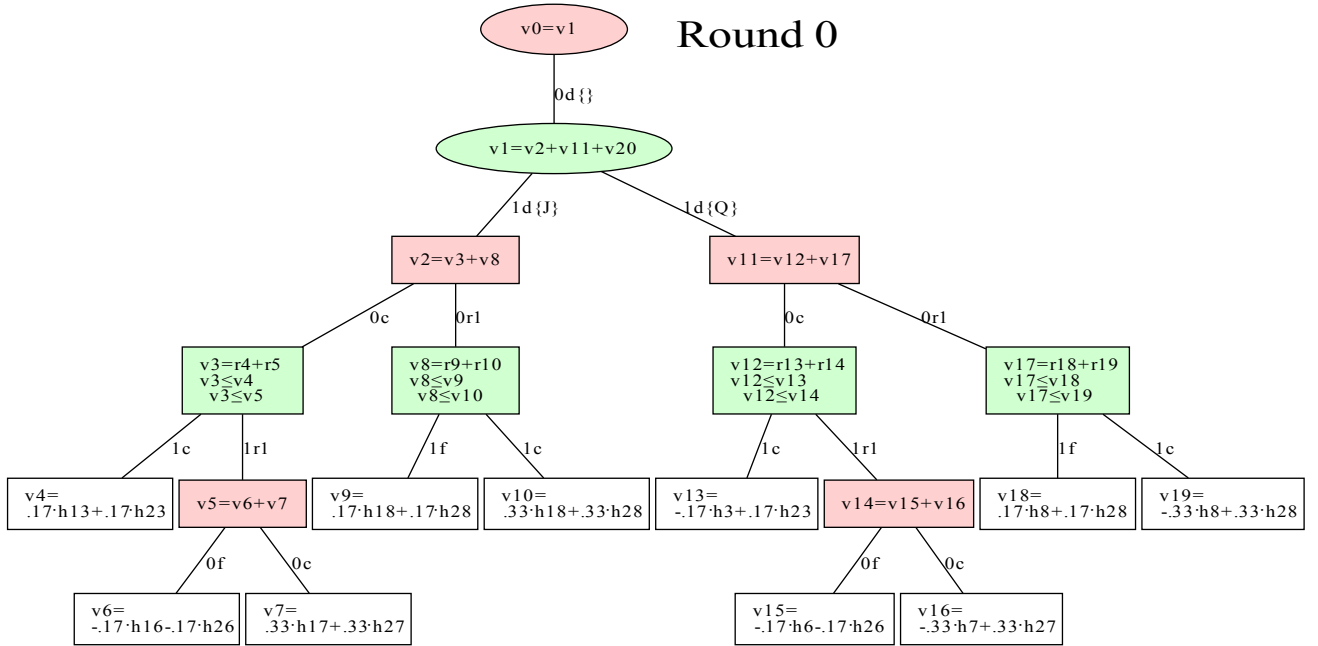 v0=v1
Round 0
0d{}
v1=v2+v11+v20
1d{J}
1d{Q}
v2=v3+v8
v11=v12+v17
0c
0r1
0c
0r1
v3=r4+r5
v3≤v4
v3≤v5
v8=r9+r10
v8≤v9
v8≤v10
v12=r13+r14
v12≤v13
v12≤v14
v17=r18+r19
v17≤v18
v17≤v19
1c
1r1
1f
1c
1c
1r1
1f
1c
v4=
.17·h13+.17·h23
v5=v6+v7
v9=
.17·h18+.17·h28
v10=
.33·h18+.33·h28
v13=
-.17·h3+.17·h23
v14=v15+v16
v18=
.17·h8+.17·h28
v19=
-.33·h8+.33·h28
0f
0c
0f
0c
v6=
-.17·h16-.17·h26
v7=
.33·h17+.33·h27
v15=
-.17·h6-.17·h26
v16=
-.33·h7+.33·h27